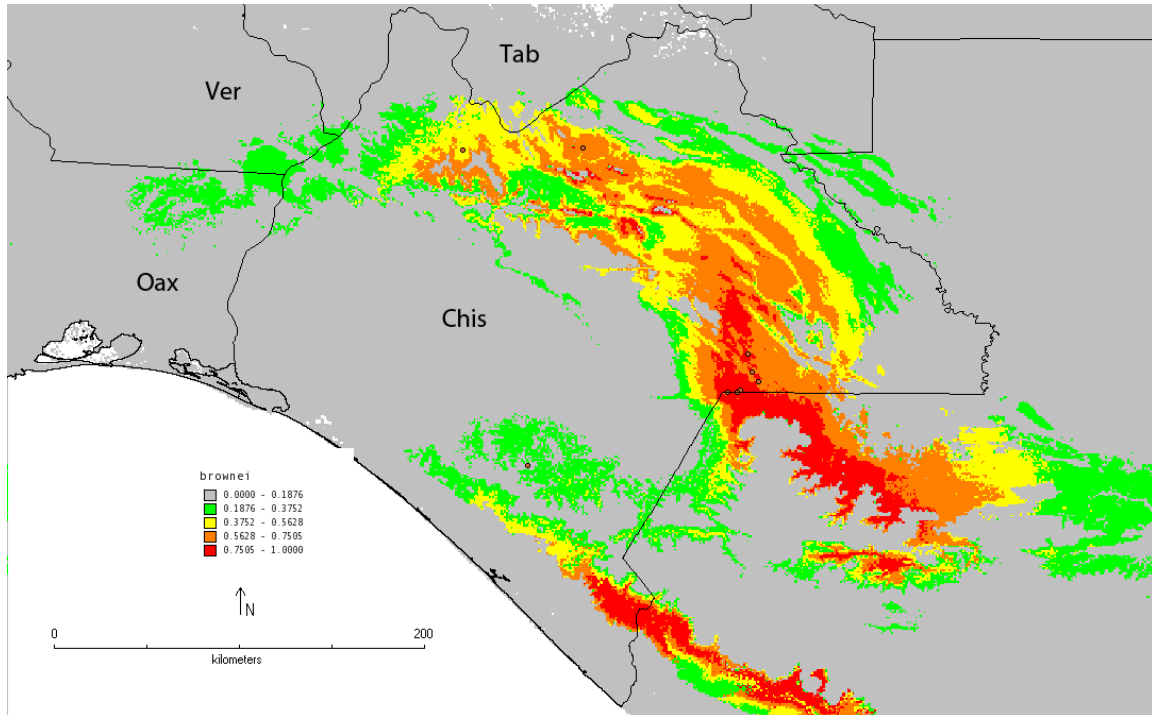 Tab
Ver
Oax
Chis
brownei
0.0000 - 0.1876
0.1876 - 0.3752
0.3752 - 0.5628
0.5628 - 0.7505
0.7505 - 1.0000
N
0 200
kilometers